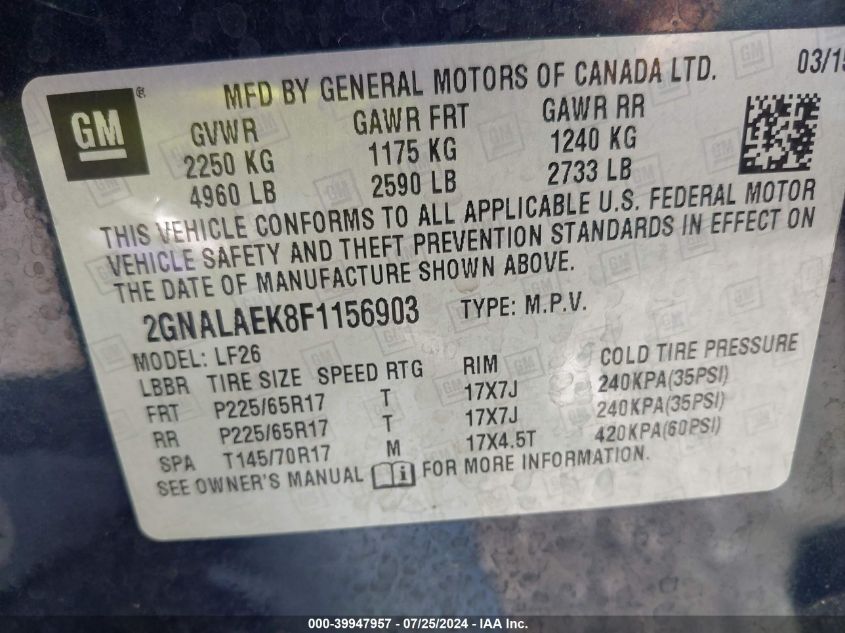 GM ®
MFD BY GENERAL MOTORS OF CANADA LTD. 03/15
GVWR GAWR FRT GAWR RR
2250 KG 1175 KG 1240 KG
4960 LB 2590 LB 2733 LB
THIS VEHICLE CONFORMS TO ALL APPLICABLE U.S. FEDERAL MOTOR
VEHICLE SAFETY AND THEFT PREVENTION STANDARDS IN EFFECT ON
THE DATE OF MANUFACTURE SHOWN ABOVE.
2GNALAEK8F1156903 TYPE: M.P.V.
MODEL: LF26
LBBR TIRE SIZE SPEED RTG RIM COLD TIRE PRESSURE
FRT P225/65R17 T 17X7J 240KPA(35PSI)
RR P225/65R17 T 17X7J 240KPA(35PSI)
SPA T145/70R17 M 17X4.5T 420KPA(60PSI)
SEE OWNER'S MANUAL FOR MORE INFORMATION.
000-39947957 - 07/25/2024 - IAA Inc.